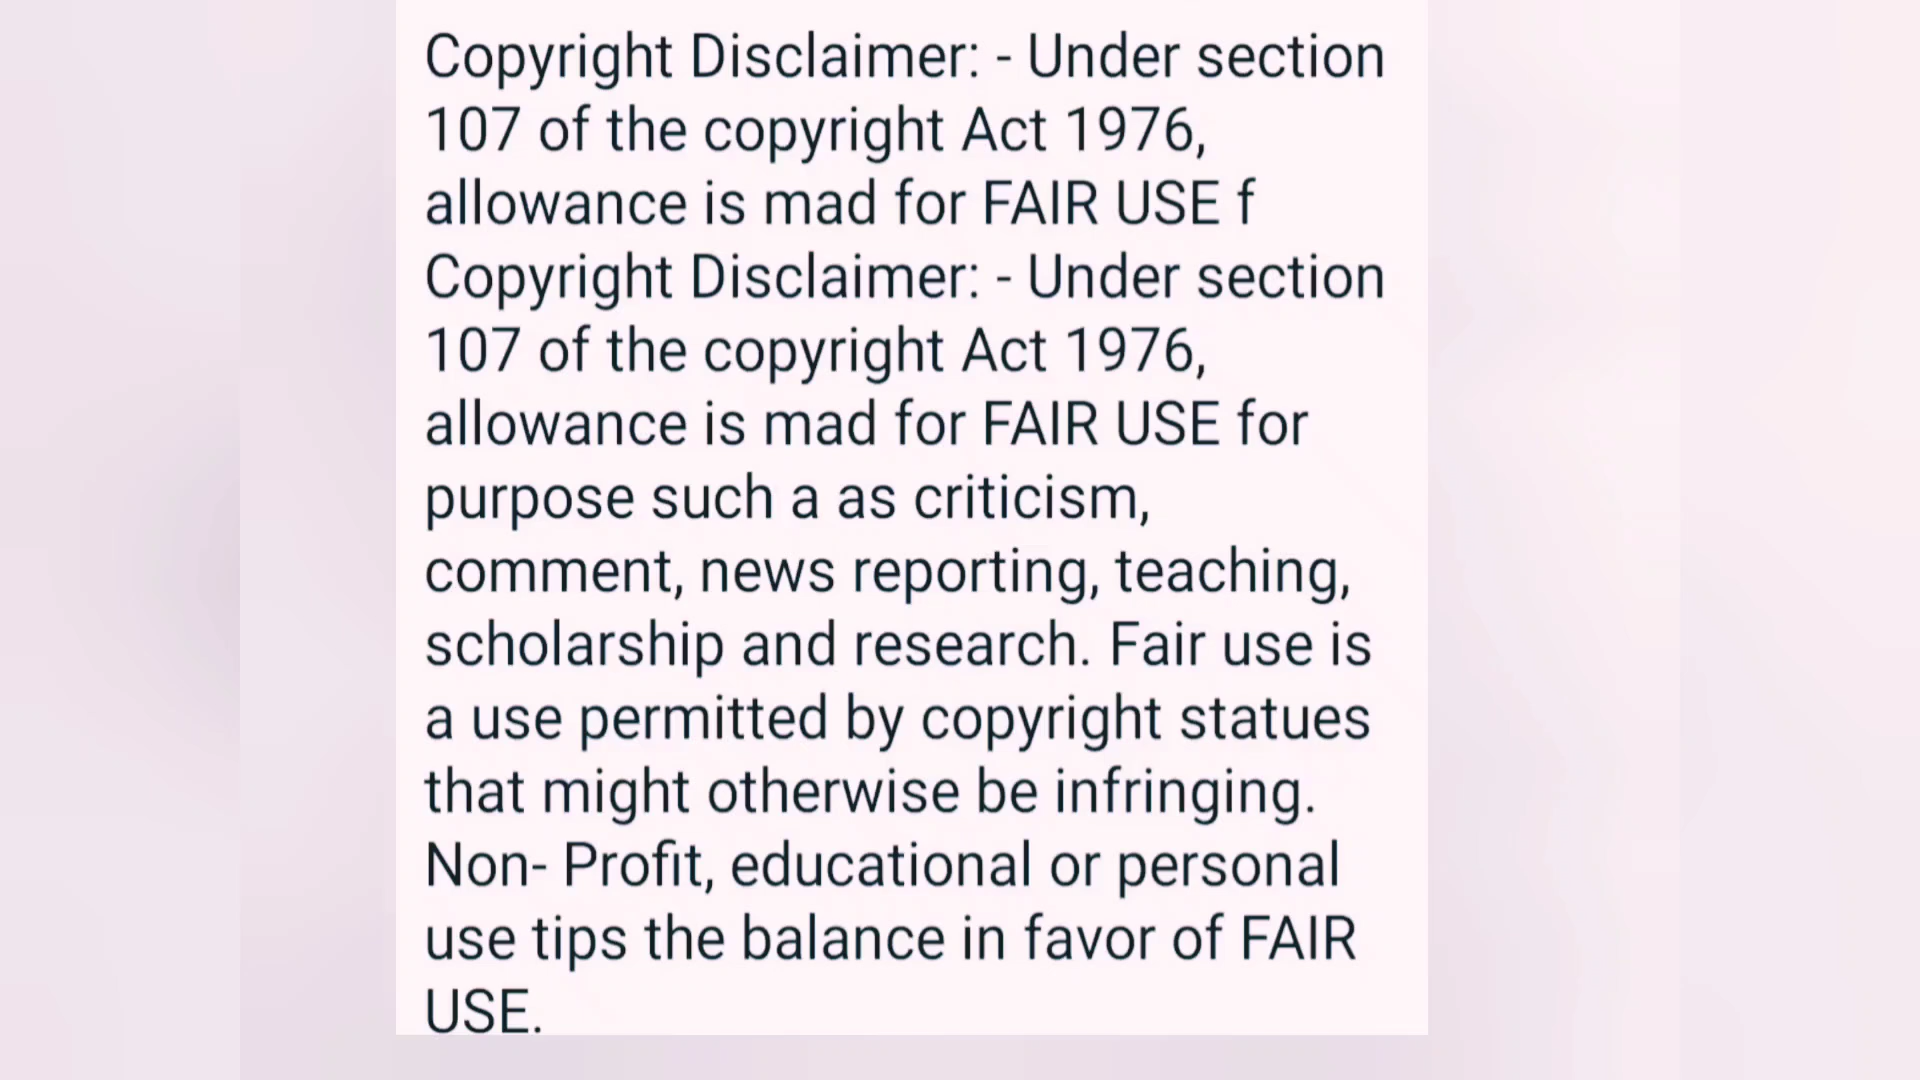 Copyright Disclaimer: - Under section
107 of the copyright Act 1976,
allowance is mad for FAIR USE f
Copyright Disclaimer: - Under section
107 of the copyright Act 1976,
allowance is mad for FAIR USE for
purpose such a as criticism,
comment, news reporting, teaching,
scholarship and research. Fair use is
a use permitted by copyright statues
that might otherwise be infringing.
Non- Profit, educational or personal
use tips the balance in favor of FAIR
USE.